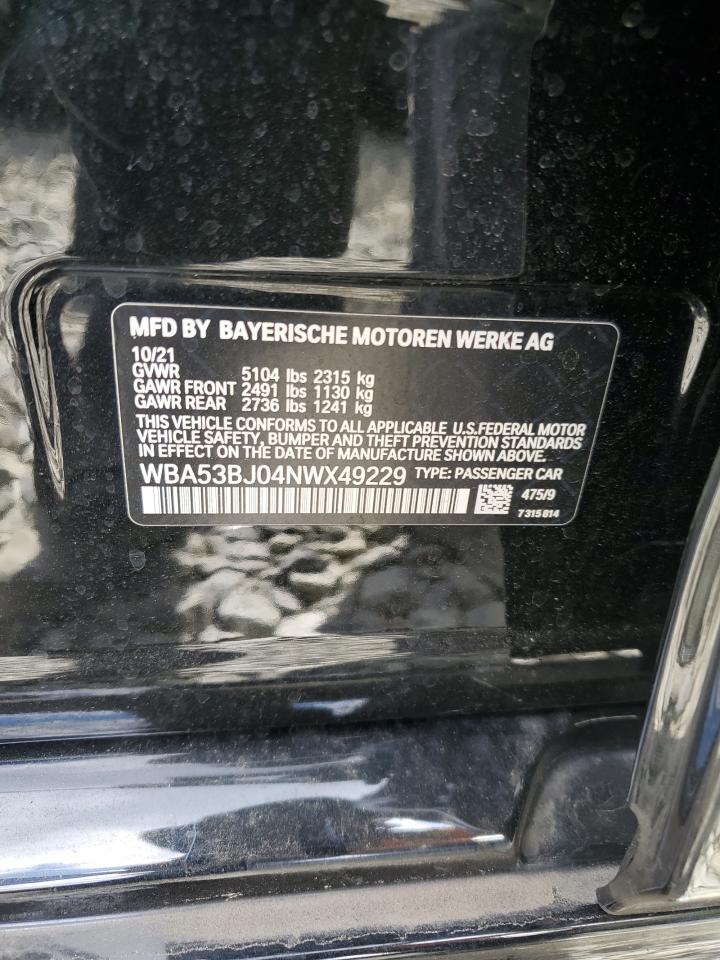 MFD BY BAYERISCHE MOTOREN WERKE AG
10/21
GVWR 5104 lbs 2315 kg
GAWR FRONT 2491 lbs 1130 kg
GAWR REAR 2736 lbs 1241 kg
THIS VEHICLE CONFORMS TO ALL APPLICABLE U.S.FEDERAL MOTOR
VEHICLE SAFETY, BUMPER AND THEFT PREVENTION STANDARDS
IN EFFECT ON THE DATE OF MANUFACTURE SHOWN ABOVE.
WBA53BJ04NWX49229 TYPE: PASSENGER CAR
475/9
7315814